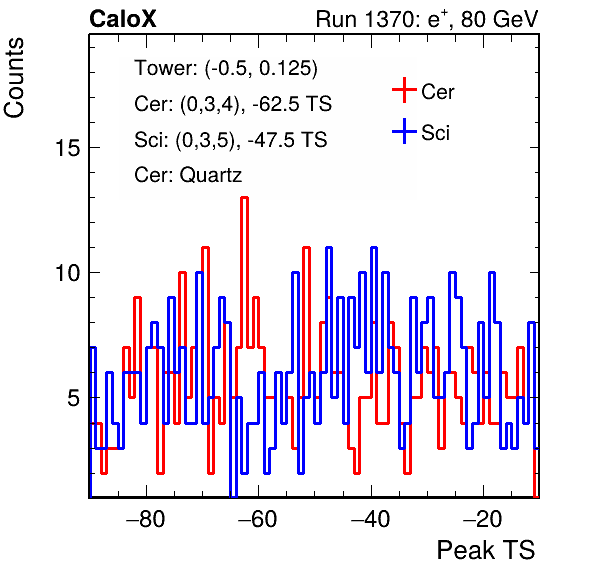 CaloX
Run 1370: e+, 80 GeV
Counts
Tower: (-0.5, 0.125)
Cer: (0,3,4), -62.5 TS
Sci: (0,3,5), -47.5 TS
Cer: Quartz
Cer
Sci
15
10
5
−80 −60 −40 −20
Peak TS